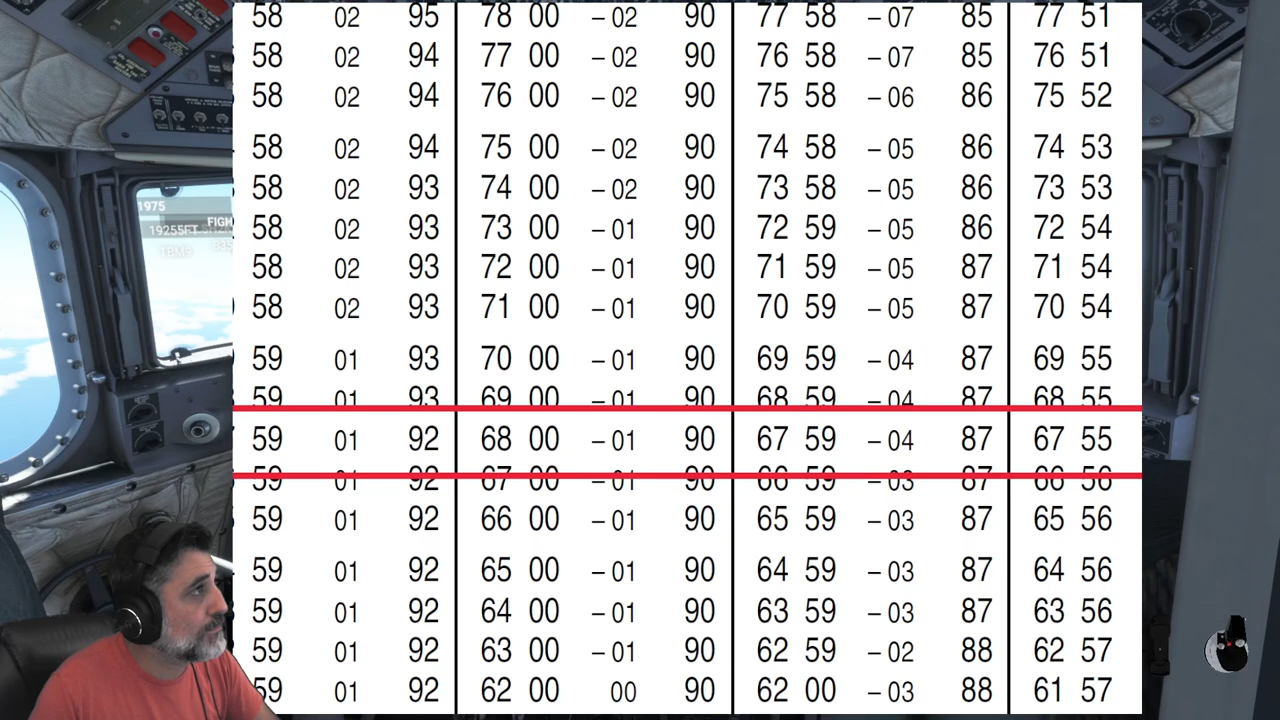 58 02 95 78 00 – 02 90 77 58 – 07 85 77 51
58 02 94 77 00 – 02 90 76 58 – 07 85 76 51
58 02 94 76 00 – 02 90 75 58 – 06 86 75 52
58 02 94 75 00 – 02 90 74 58 – 05 86 74 53
58 02 93 74 00 – 02 90 73 58 – 05 86 73 53
1975
58 02 93 73 00 – 01 90 72 59 – 05 86 72 54
FIGH
19255FT
TBM9
58 02 93 72 00 – 01 90 71 59 – 05 87 71 54
58 02 93 71 00 – 01 90 70 59 – 05 87 70 54
59 01 93 70 00 – 01 90 69 59 – 04 87 69 55
59 01 93 69 00 – 01 90 68 59 – 04 87 68 55
59 01 92 68 00 – 01 90 67 59 – 04 87 67 55
59 01 92 67 00 – 01 90 66 59 – 03 87 66 56
59 01 92 66 00 – 01 90 65 59 – 03 87 65 56
59 01 92 65 00 – 01 90 64 59 – 03 87 64 56
59 01 92 64 00 – 01 90 63 59 – 03 87 63 56
59 01 92 63 00 – 01 90 62 59 – 02 88 62 57
59 01 92 62 00 00 90 62 00 – 03 88 61 57